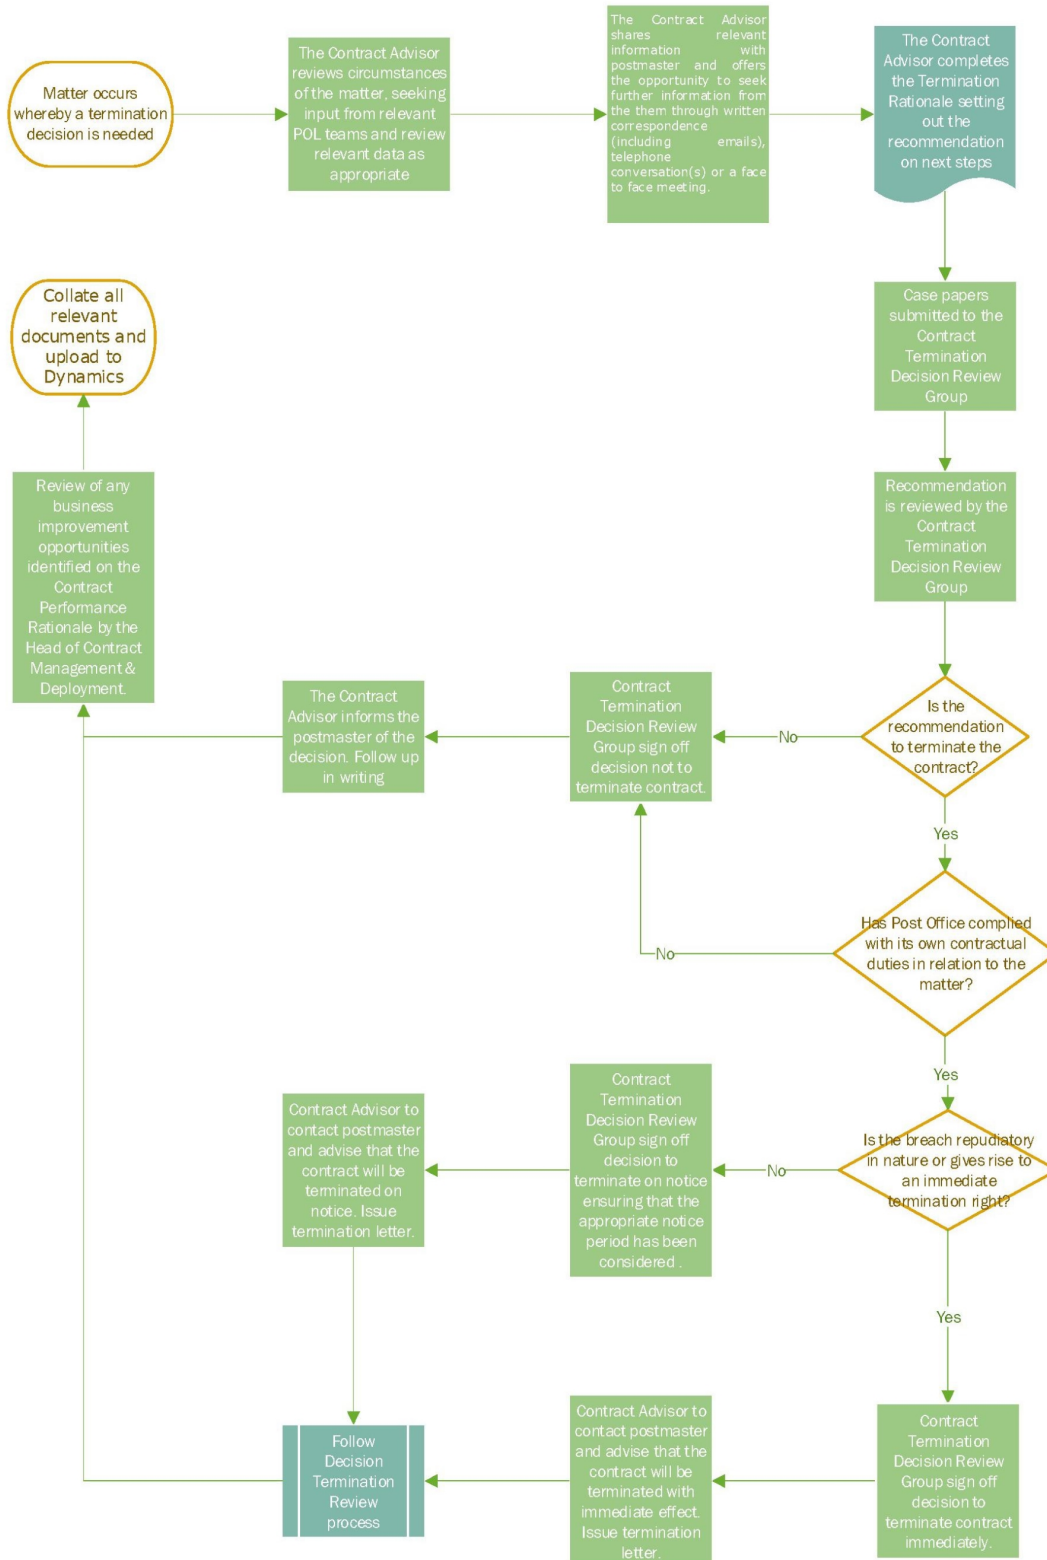 Matter occurs
whereby a termination
decision is needed
The Contract Advisor
reviews circumstances
of the matter, seeking
input from relevant
POL teams and review
relevant data as
appropriate
The Contract Advisor
shares relevant
information with
postmaster and offers
the opportunity to seek
further information from
the them through written
correspondence
(including emails),
telephone
conversation(s) or a face
to face meeting.
The Contract
Advisor completes
the Termination
Rationale setting
out the
recommendation
on next steps
Case papers
submitted to the
Contract
Termination
Decision Review
Group
Recommendation
is reviewed by the
Contract
Termination
Decision Review
Group
Is the
recommendation
to terminate the
contract?
No
Contract
Termination
Decision Review
Group sign off
decision not to
terminate contract.
The Contract
Advisor informs the
postmaster of the
decision. Follow up
in writing
Review of any
business
improvement
opportunities
identified on the
Contract
Performance
Rationale by the
Head of Contract
Management &
Deployment.
Collate all
relevant
documents and
upload to
Dynamics
Yes
Has Post Office complied
with its own contractual
duties in relation to the
matter?
No
Yes
Is the breach repudiatory
in nature or gives rise to
an immediate
termination right?
No
Contract
Termination
Decision Review
Group sign off
decision to
terminate on notice
ensuring that the
appropriate notice
period has been
considered .
Contract Advisor to
contact postmaster
and advise that the
contract will be
terminated on
notice. Issue
termination letter.
Yes
Contract
Termination
Decision Review
Group sign off
decision to
terminate contract
immediately.
Contract Advisor to
contact postmaster
and advise that the
contract will be
terminated with
immediate effect.
Issue termination
letter.
Follow
Decision
Termination
Review
process